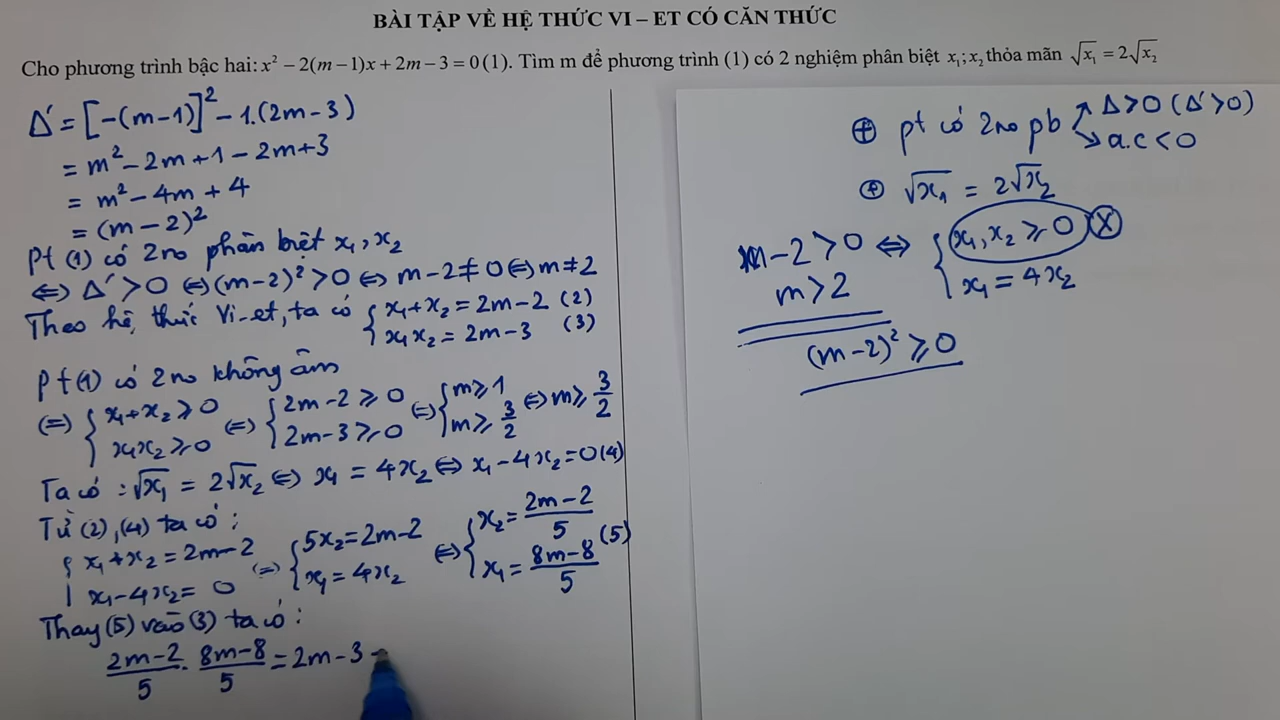 BÀI TẬP VỀ HỆ THỨC VI – ET CÓ CĂN THỨC
Cho phương trình bậc hai: x² − 2(m−1)x + 2m − 3 = 0 (1). Tìm m để phương trình (1) có 2 nghiệm phân biệt x₁; x₂ thỏa mãn √x₁ = 2√x₂
Δ' = [-(m-1)]² - 1.(2m-3)
= m² - 2m + 1 - 2m + 3
= m² - 4m + 4
= (m-2)²
Pt (1) có 2 no phân biệt x₁, x₂
⇔ Δ' > 0 ⇔ (m-2)² > 0 ⇔ m-2 ≠ 0 ⇔ m ≠ 2
Theo hệ thức Vi-et, ta có { x₁ + x₂ = 2m-2 (2)
x₁x₂ = 2m-3 (3)
Pt (1) có 2 no không âm
⇔ { x₁ + x₂ ≥ 0 ⇔ { 2m-2 ≥ 0 ⇔ { m ≥ 1 ⇔ m ≥ 3/2
x₁x₂ ≥ 0 2m-3 ≥ 0 m ≥ 3/2
Ta có: √x₁ = 2√x₂ ⇔ x₁ = 4x₂ ⇔ x₁ - 4x₂ = 0 (4)
Từ (2), (4) ta có:
{ x₁ + x₂ = 2m-2 ⇔ { 5x₂ = 2m-2 ⇔ { x₂ = (2m-2)/5
x₁ - 4x₂ = 0 x₁ = 4x₂ x₁ = (8m-8)/5 (5)
Thay (5) vào (3) ta có:
(2m-2)/5 . (8m-8)/5 = 2m - 3
⊕ pt có 2 no pb ↗ Δ > 0 (Δ' > 0)
↘ a.c < 0
⊕ √x₁ = 2√x₂
m-2 > 0 ⇔ { x₁, x₂ ≥ 0 ⊗
m > 2 x₁ = 4x₂
(m-2)² ≥ 0